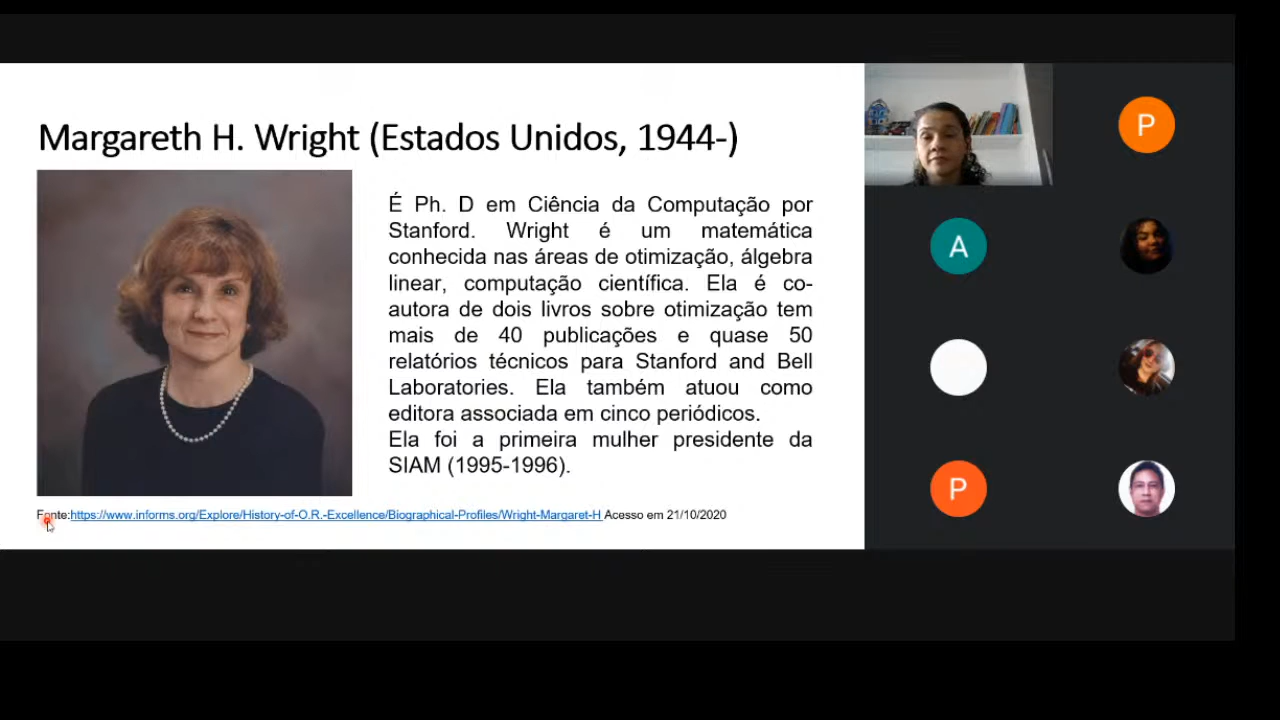 Margareth H. Wright (Estados Unidos, 1944-)
É Ph. D em Ciência da Computação por
Stanford. Wright é um matemática
conhecida nas áreas de otimização, álgebra
linear, computação científica. Ela é co-
autora de dois livros sobre otimização tem
mais de 40 publicações e quase 50
relatórios técnicos para Stanford and Bell
Laboratories. Ela também atuou como
editora associada em cinco periódicos.
Ela foi a primeira mulher presidente da
SIAM (1995-1996).
Fonte:https://www.informs.org/Explore/History-of-O.R.-Excellence/Biographical-Profiles/Wright-Margaret-H Acesso em 21/10/2020
P
A
P